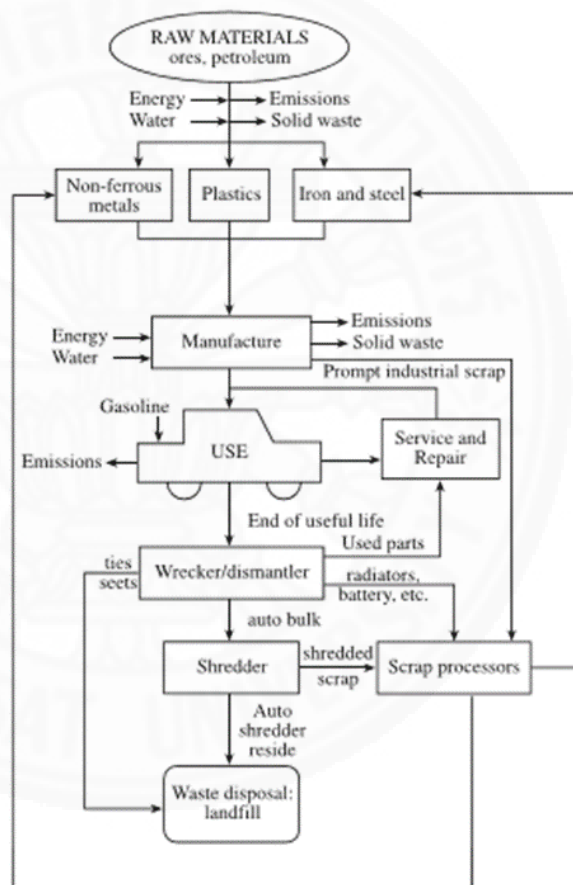 RAW MATERIALS
ores, petroleum
Energy
Emissions
Water
Solid waste
Non-ferrous
metals
Plastics
Iron and steel
Energy
Water
Manufacture
Emissions
Solid waste
Prompt industrial scrap
Gasoline
Emissions
USE
Service and
Repair
End of useful life
Used parts
ties
seets
Wrecker/dismantler
radiators,
battery, etc.
auto bulk
Shredder
shredded
scrap
Scrap processors
Auto
shredder
reside
Waste disposal:
landfill